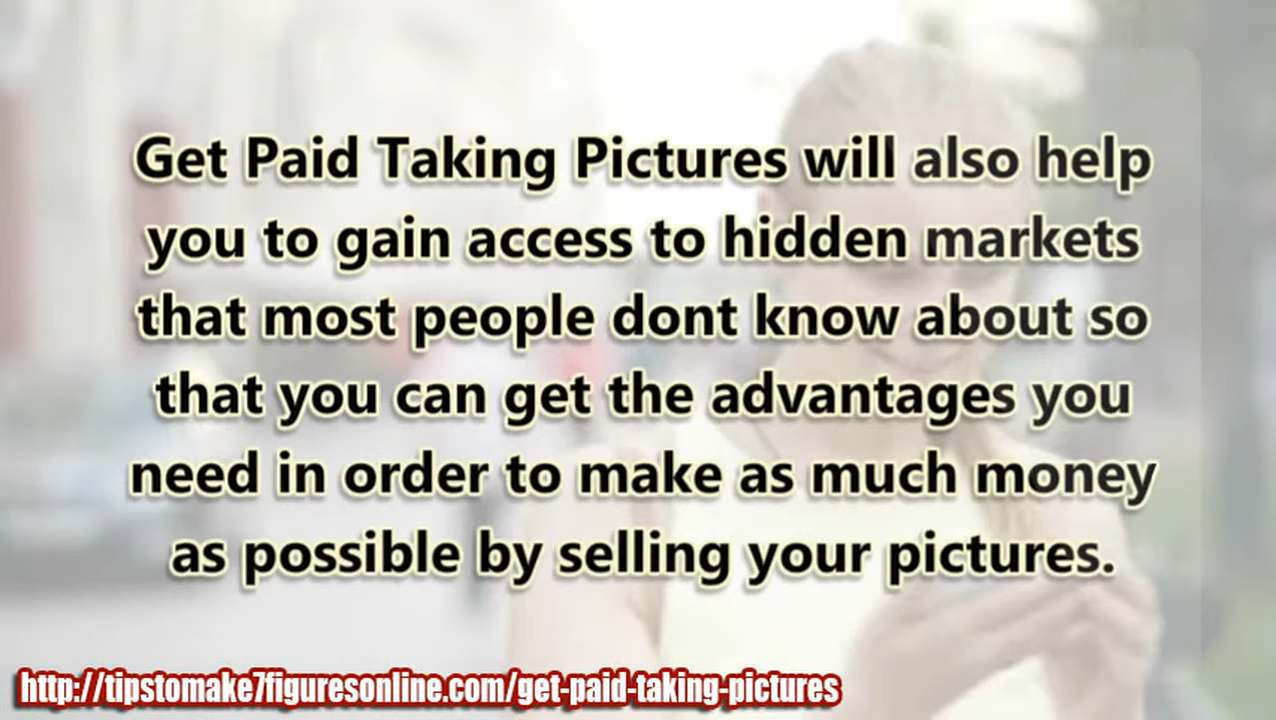 Get Paid Taking Pictures will also help
you to gain access to hidden markets
that most people dont know about so
that you can get the advantages you
need in order to make as much money
as possible by selling your pictures.
http://tipstomake7figuresonline.com/get-paid-taking-pictures